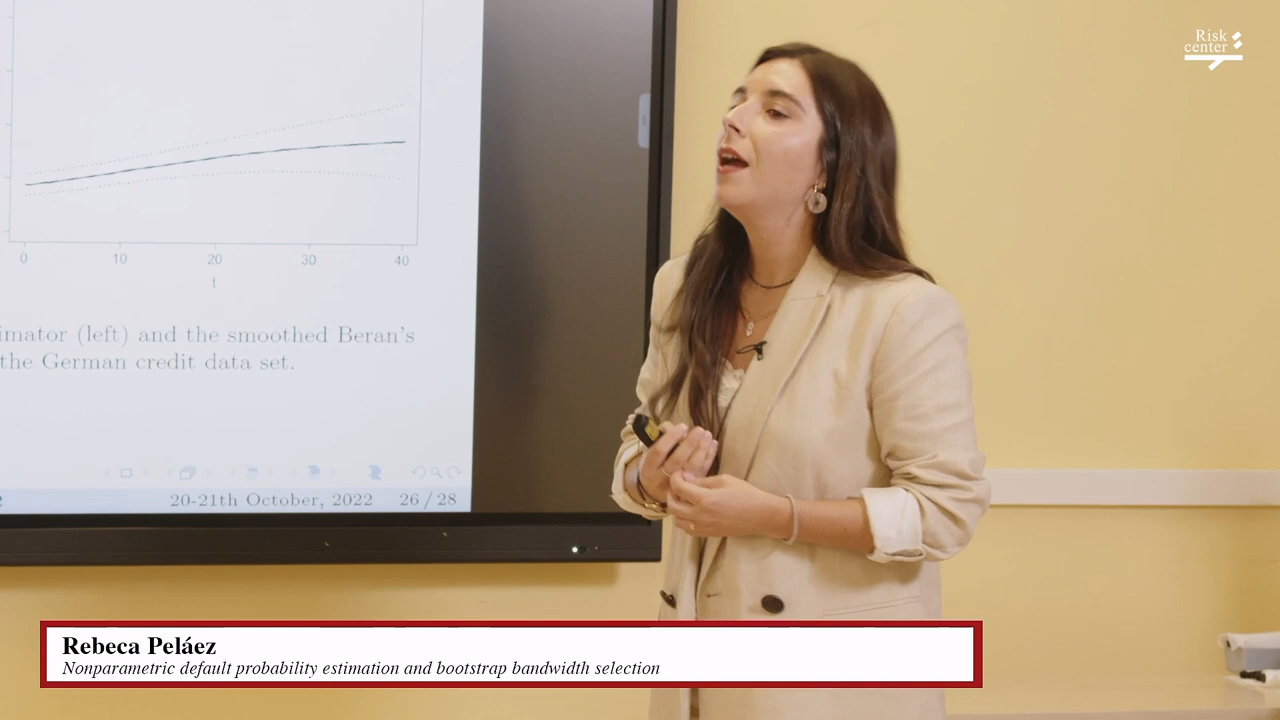 Risk
center
0 10 20 30 40
t
(left) and the smoothed Beran's
the German credit data set.
20-21th October, 2022 26 / 28
Rebeca Peláez
Nonparametric default probability estimation and bootstrap bandwidth selection